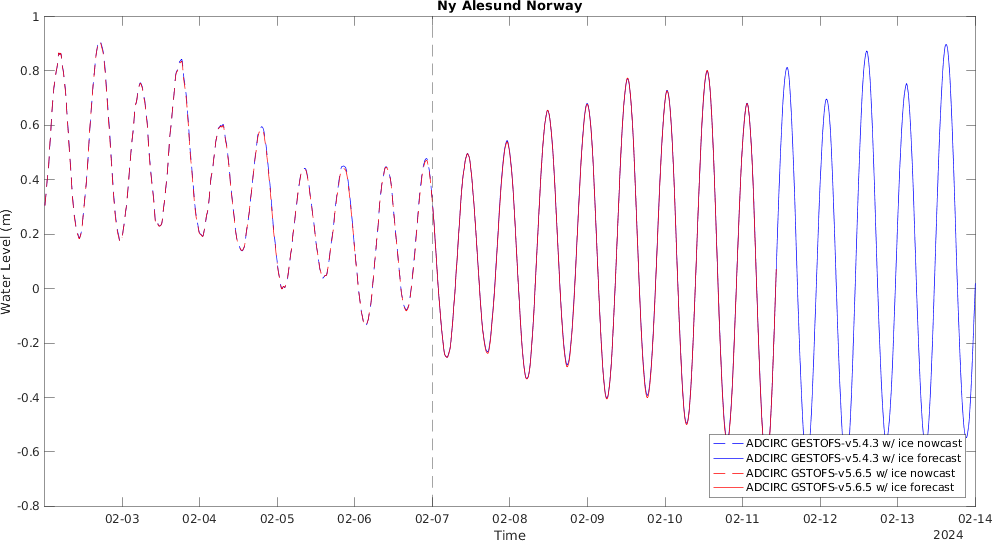 Ny Alesund Norway
1
0.8
0.6
0.4
0.2
0
-0.2
-0.4
-0.6
-0.8
Water Level (m)
ADCIRC GESTOFS-v5.4.3 w/ ice nowcast
ADCIRC GESTOFS-v5.4.3 w/ ice forecast
ADCIRC GSTOFS-v5.6.5 w/ ice nowcast
ADCIRC GSTOFS-v5.6.5 w/ ice forecast
02-03 02-04 02-05 02-06 02-07 02-08 02-09 02-10 02-11 02-12 02-13 02-14
Time
2024